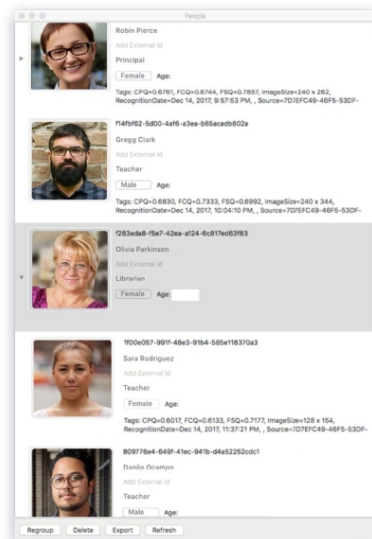 People
Robin Pierce
Add External Id
Principal
Female Age:
Tags: CPQ=0.6761, FCQ=0.6744, FSQ=0.7657, ImageSize=240 x 262,
RecognitionDate=Dec 14, 2017, 9:57:53 PM, , Source=7D7EFC49-46F5-53DF-
f14fbf62-5d00-4af6-a3ea-b65acadb802a
Gregg Clark
Add External Id
Teacher
Male Age:
Tags: CPQ=0.6830, FCQ=0.7333, FSQ=0.6992, ImageSize=240 x 344,
RecognitionDate=Dec 14, 2017, 10:04:10 PM, , Source=7D7EFC49-46F5-53DF-
f283eda8-f5e7-42ea-a124-6c817ed63f83
Olivia Parkinson
Add External Id
Librarian
Female Age:
1f00e067-991f-48e3-91b4-585e118370a3
Sara Rodriguez
Add External Id
Teacher
Female Age:
Tags: CPQ=0.6017, FCQ=0.6133, FSQ=0.7177, ImageSize=128 x 154,
RecognitionDate=Dec 14, 2017, 11:37:21 PM, , Source=7D7EFC49-46F5-53DF-
809776e4-649f-41ec-941b-d4a52252cdc1
Danilo Ocampo
Add External Id
Teacher
Male Age:
Regroup Delete Export Refresh